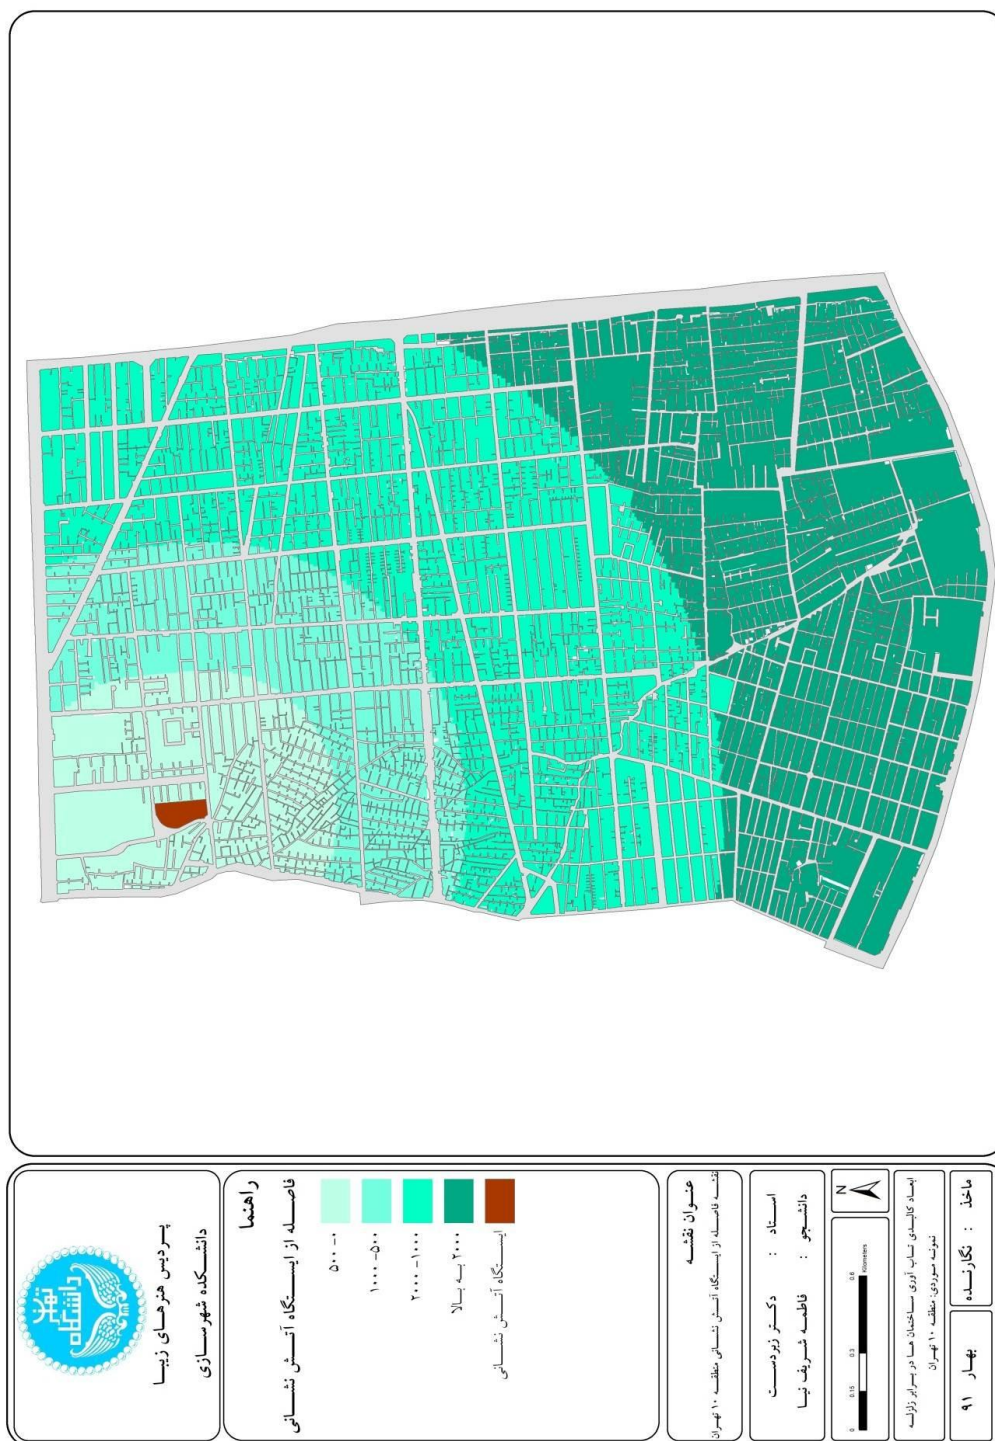 دانشگاه
تهران
پردیس هنرهای زیبا
دانشکده شهرسازی
راهنما
فاصله از ایستگاه آتش نشانی
۰-۵۰۰
۵۰۰-۱۰۰۰
۱۰۰۰-۲۰۰۰
۲۰۰۰ به بالا
ایستگاه آتش نشانی
عنوان نقشه
نقشه فاصله از ایستگاه آتش نشانی منطقه ۱۰ تهران
استاد : دکتر زبردست
دانشجو : فاطمه شریف نیا
N
0 0.15 0.3 0.6
Kilometers
ابعاد کالبدی تاب آوری ساختمان ها در برابر زلزله
نمونه موردی: منطقه ۱۰ تهران
ماخذ : نگارنده
بهار ۹۱